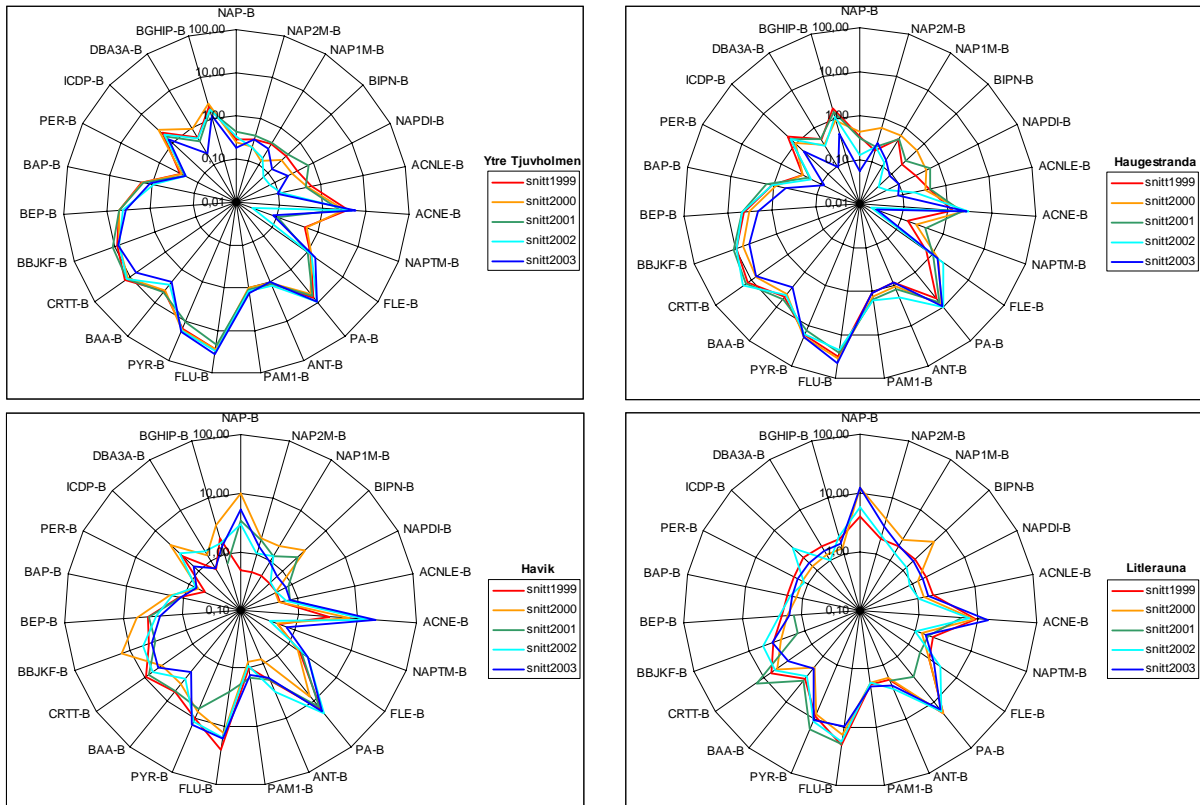 NAP-B
100,00
BGHIP-B
NAP2M-B
DBA3A-B
NAP1M-B
ICDP-B
10,00
BIPN-B
PER-B
1,00
NAPDI-B
BAP-B
0,10
ACNLE-B
BEP-B
0,01
ACNE-B
BBJKF-B
NAPTM-B
CRTT-B
FLE-B
BAA-B
PA-B
PYR-B
ANT-B
FLU-B
PAM1-B
Ytre Tjuvholmen
snitt1999
snitt2000
snitt2001
snitt2002
snitt2003
NAP-B
100,00
BGHIP-B
NAP2M-B
DBA3A-B
NAP1M-B
ICDP-B
10,00
BIPN-B
PER-B
1,00
NAPDI-B
BAP-B
0,10
ACNLE-B
BEP-B
0,01
ACNE-B
BBJKF-B
NAPTM-B
CRTT-B
FLE-B
BAA-B
PA-B
PYR-B
ANT-B
FLU-B
PAM1-B
Haugestranda
snitt1999
snitt2000
snitt2001
snitt2002
snitt2003
NAP-B
100,00
BGHIP-B
NAP2M-B
DBA3A-B
NAP1M-B
ICDP-B
10,00
BIPN-B
PER-B
NAPDI-B
BAP-B
1,00
ACNLE-B
BEP-B
0,10
ACNE-B
BBJKF-B
NAPTM-B
CRTT-B
FLE-B
BAA-B
PA-B
PYR-B
ANT-B
FLU-B
PAM1-B
Havik
snitt1999
snitt2000
snitt2001
snitt2002
snitt2003
NAP-B
100,00
BGHIP-B
NAP2M-B
DBA3A-B
NAP1M-B
ICDP-B
10,00
BIPN-B
PER-B
NAPDI-B
BAP-B
1,00
ACNLE-B
BEP-B
0,10
ACNE-B
BBJKF-B
NAPTM-B
CRTT-B
FLE-B
BAA-B
PA-B
PYR-B
ANT-B
FLU-B
PAM1-B
Litlerauna
snitt1999
snitt2000
snitt2001
snitt2002
snitt2003